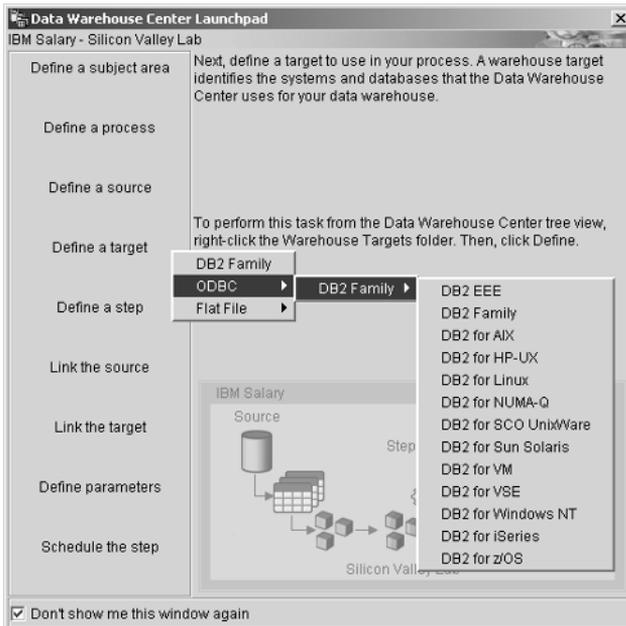 Data Warehouse Center Launchpad
IBM Salary - Silicon Valley Lab
Define a subject area
Define a process
Define a source
Define a target
Define a step
Link the source
Link the target
Define parameters
Schedule the step
Next, define a target to use in your process. A warehouse target
identifies the systems and databases that the Data Warehouse
Center uses for your data warehouse.
To perform this task from the Data Warehouse Center tree view,
right-click the Warehouse Targets folder. Then, click Define.
DB2 Family
ODBC
Flat File
DB2 Family
DB2 EEE
DB2 Family
DB2 for AIX
DB2 for HP-UX
DB2 for Linux
DB2 for NUMA-Q
DB2 for SCO UnixWare
DB2 for Sun Solaris
DB2 for VM
DB2 for VSE
DB2 for Windows NT
DB2 for iSeries
DB2 for z/OS
IBM Salary
Source
Step
Silicon Valley Lab
Don't show me this window again